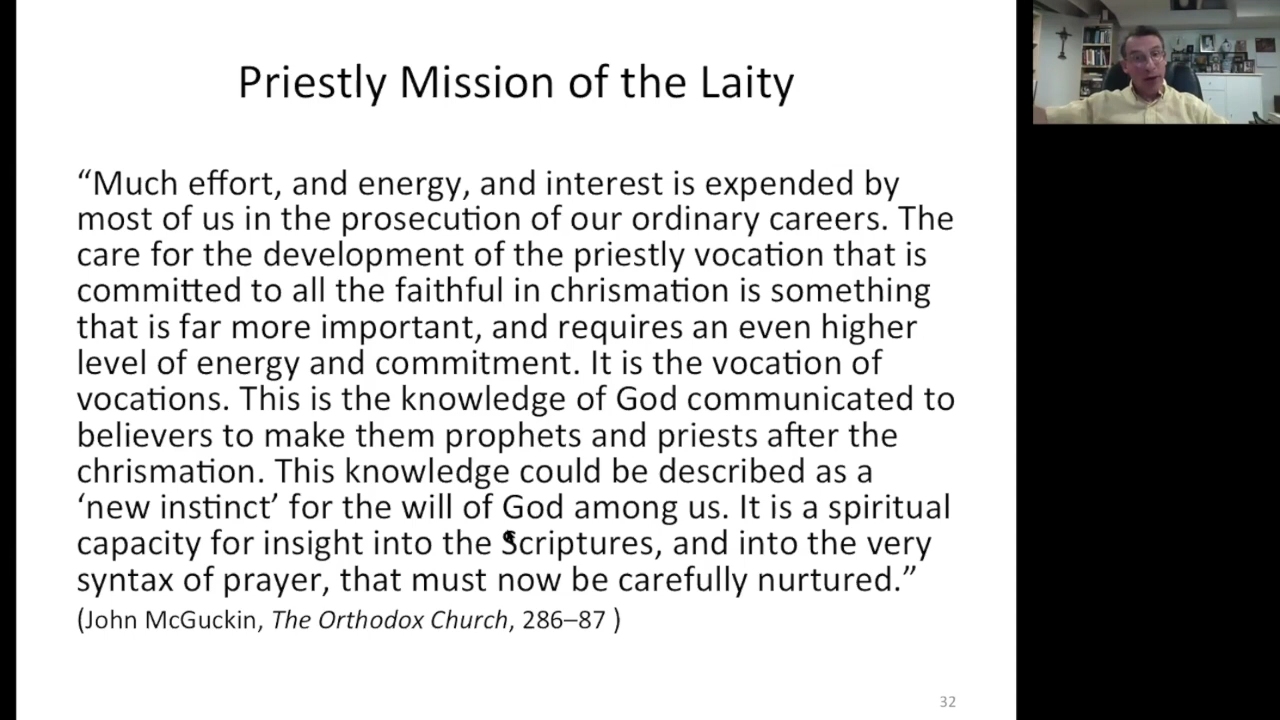 Priestly Mission of the Laity
“Much effort, and energy, and interest is expended by
most of us in the prosecution of our ordinary careers. The
care for the development of the priestly vocation that is
committed to all the faithful in chrismation is something
that is far more important, and requires an even higher
level of energy and commitment. It is the vocation of
vocations. This is the knowledge of God communicated to
believers to make them prophets and priests after the
chrismation. This knowledge could be described as a
‘new instinct’ for the will of God among us. It is a spiritual
capacity for insight into the Scriptures, and into the very
syntax of prayer, that must now be carefully nurtured.”
(John McGuckin, The Orthodox Church, 286–87 )
32